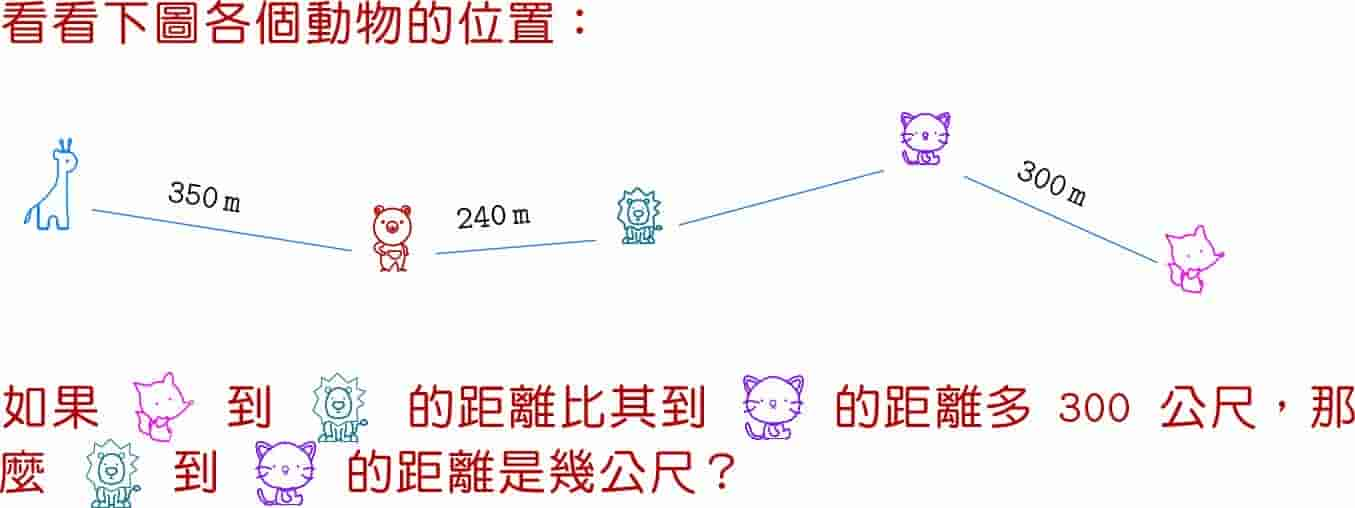 看看下圖各個動物的位置：
350 m
240 m
300 m
如果 到 的距離比其到 的距離多 300 公尺，那
麼 到 的距離是幾公尺？